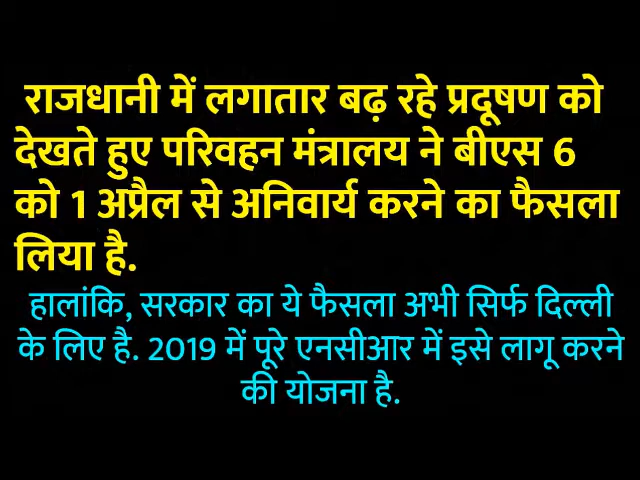 राजधानी में लगातार बढ़ रहे प्रदूषण को
देखते हुए परिवहन मंत्रालय ने बीएस 6
को 1 अप्रैल से अनिवार्य करने का फैसला
लिया है.
हालांकि, सरकार का ये फैसला अभी सिर्फ दिल्ली
के लिए है. 2019 में पूरे एनसीआर में इसे लागू करने
की योजना है.